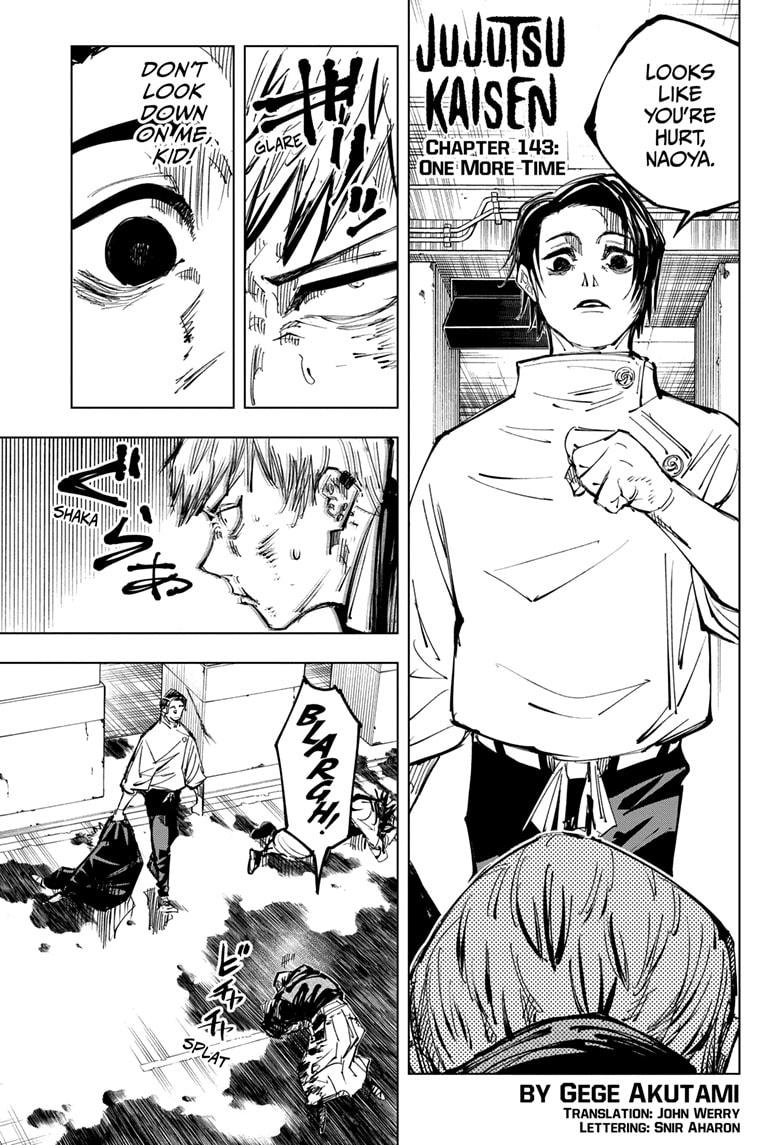 LOOKS
LIKE
YOU'RE
HURT,
NAOYA.
JUJUTSU
KAISEN
CHAPTER 143:
ONE MORE TIME
ギロッ
GLARE
DON'T
LOOK
DOWN
ON ME,
KID!
ぐらぁ
SHAKA
BLARGH!
ビチャチャ
SPLAT
BY GEGE AKUTAMI
TRANSLATION: JOHN WERRY
LETTERING: SNIR AHARON